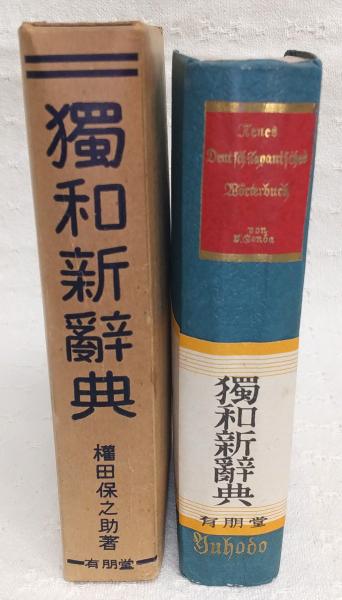 獨和新辭典
權田保之助著
有朋堂
Neues
Deutsch-Japanisches
Wörterbuch
von
Y. Gonda
獨和新辭典
有朋堂
Yuhodo